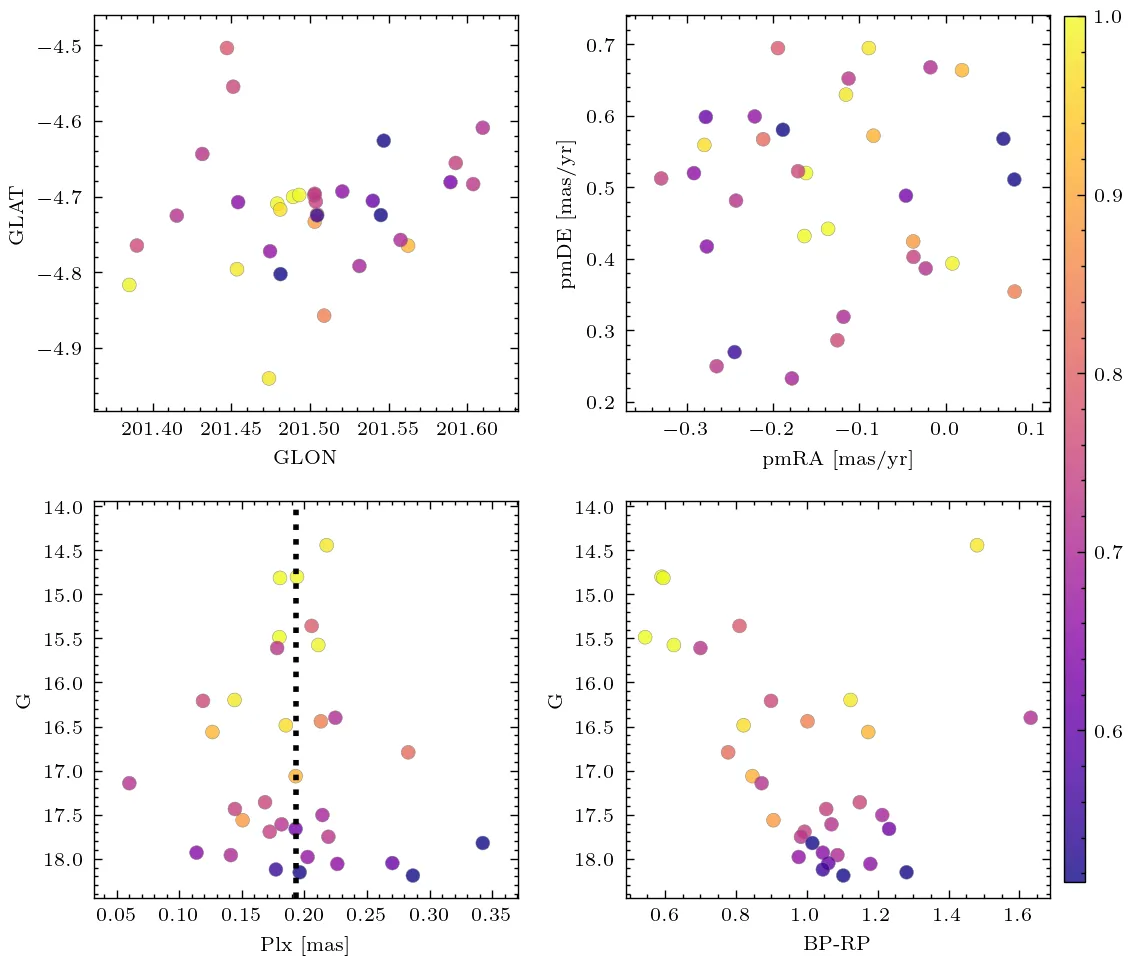 −4.5
−4.6
−4.7
−4.8
−4.9
GLAT
201.40 201.45 201.50 201.55 201.60
GLON
0.7
0.6
0.5
0.4
0.3
0.2
pmDE [mas/yr]
−0.3 −0.2 −0.1 0.0 0.1
pmRA [mas/yr]
1.0
0.9
0.8
0.7
0.6
14.0
14.5
15.0
15.5
16.0
16.5
17.0
17.5
18.0
G
0.05 0.10 0.15 0.20 0.25 0.30 0.35
Plx [mas]
14.0
14.5
15.0
15.5
16.0
16.5
17.0
17.5
18.0
G
0.6 0.8 1.0 1.2 1.4 1.6
BP-RP